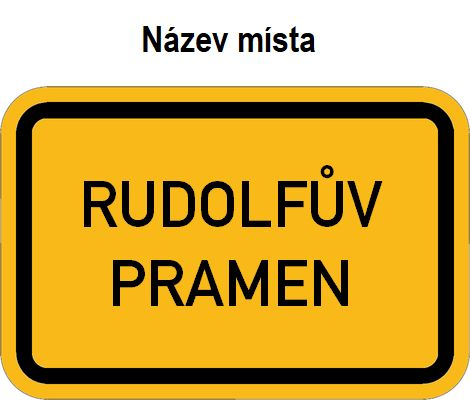 Název místa
RUDOLFŮV
PRAMEN